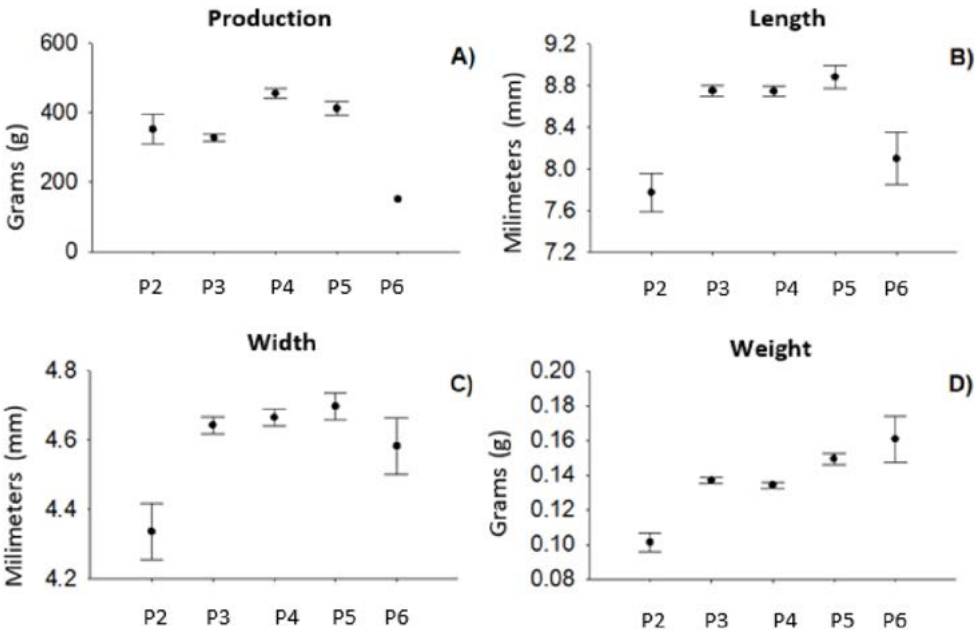 Production
A)
Grams (g)
600
400
200
0
P2 P3 P4 P5 P6
Length
B)
Milimeters (mm)
9.2
8.8
8.4
8.0
7.6
7.2
P2 P3 P4 P5 P6
Width
C)
Milimeters (mm)
4.8
4.6
4.4
4.2
P2 P3 P4 P5 P6
Weight
D)
Grams (g)
0.20
0.18
0.16
0.14
0.12
0.10
0.08
P2 P3 P4 P5 P6